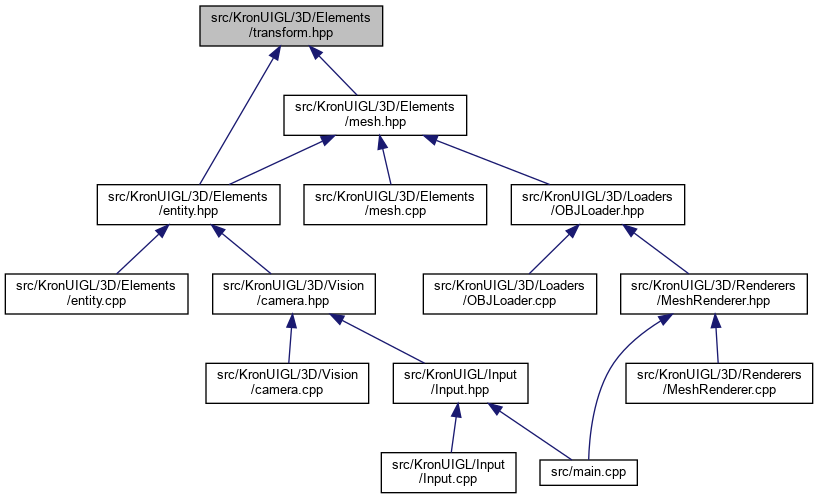 src/KronUIGL/3D/Elements
/transform.hpp
src/KronUIGL/3D/Elements
/mesh.hpp
src/KronUIGL/3D/Elements
/entity.hpp
src/KronUIGL/3D/Elements
/mesh.cpp
src/KronUIGL/3D/Loaders
/OBJLoader.hpp
src/KronUIGL/3D/Elements
/entity.cpp
src/KronUIGL/3D/Vision
/camera.hpp
src/KronUIGL/3D/Loaders
/OBJLoader.cpp
src/KronUIGL/3D/Renderers
/MeshRenderer.hpp
src/KronUIGL/3D/Vision
/camera.cpp
src/KronUIGL/Input
/Input.hpp
src/KronUIGL/3D/Renderers
/MeshRenderer.cpp
src/KronUIGL/Input
/Input.cpp
src/main.cpp